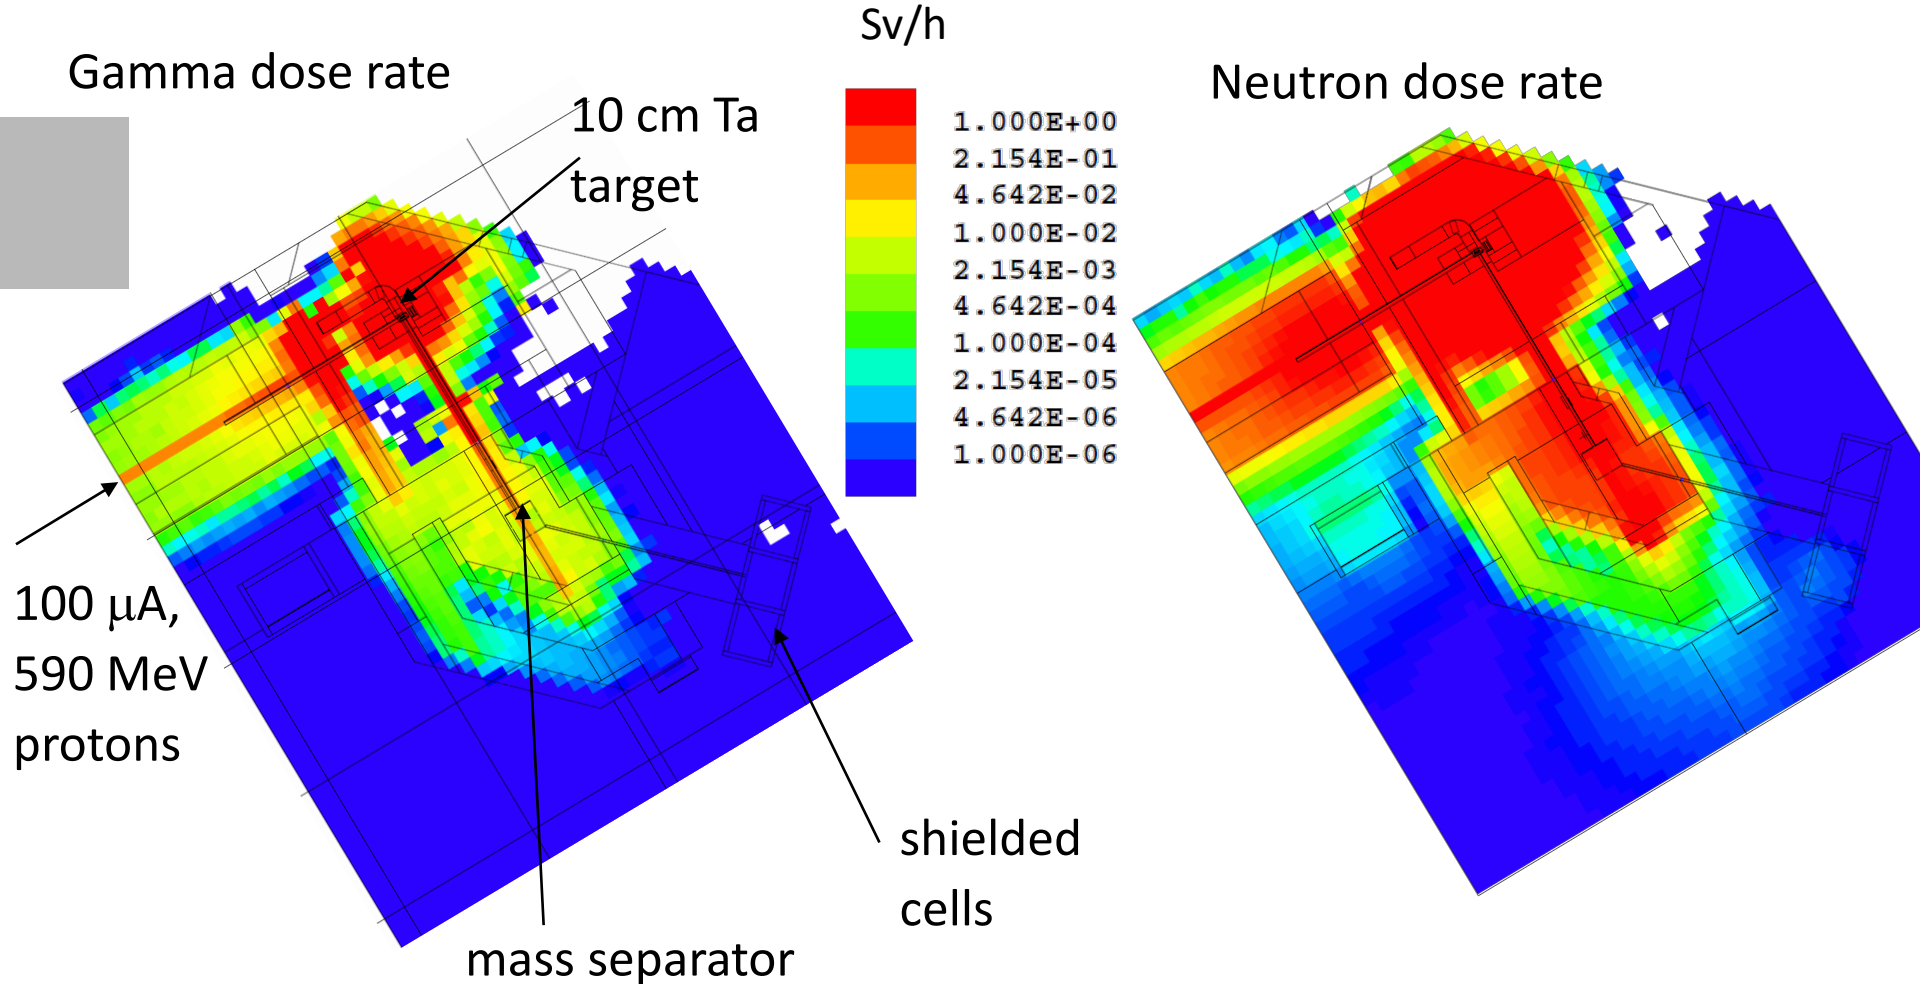 Sv/h
Gamma dose rate
Neutron dose rate
10 cm Ta
target
1.000E+00
2.154E-01
4.642E-02
1.000E-02
2.154E-03
4.642E-04
1.000E-04
2.154E-05
4.642E-06
1.000E-06
100 μA,
590 MeV
protons
shielded
cells
mass separator